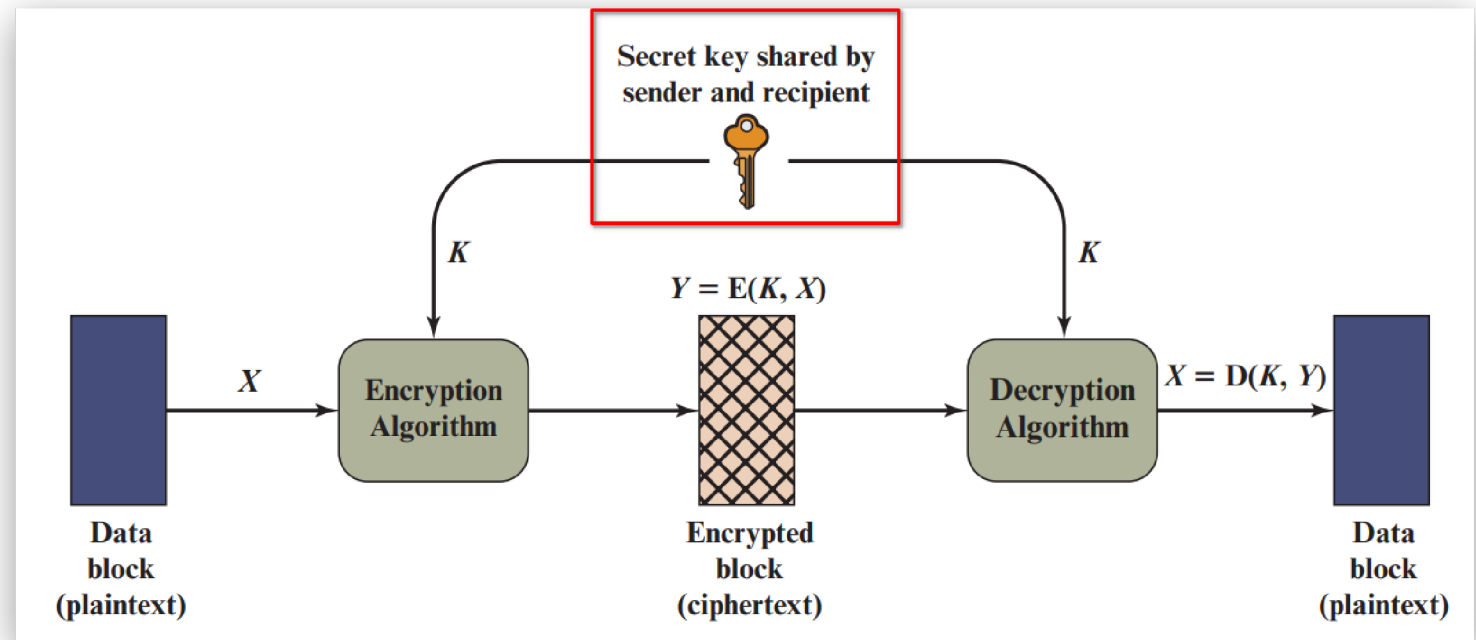 Secret key shared by
sender and recipient
K
K
Y = E(K, X)
X
Encryption
Algorithm
Decryption
Algorithm
X = D(K, Y)
Data
block
(plaintext)
Encrypted
block
(ciphertext)
Data
block
(plaintext)